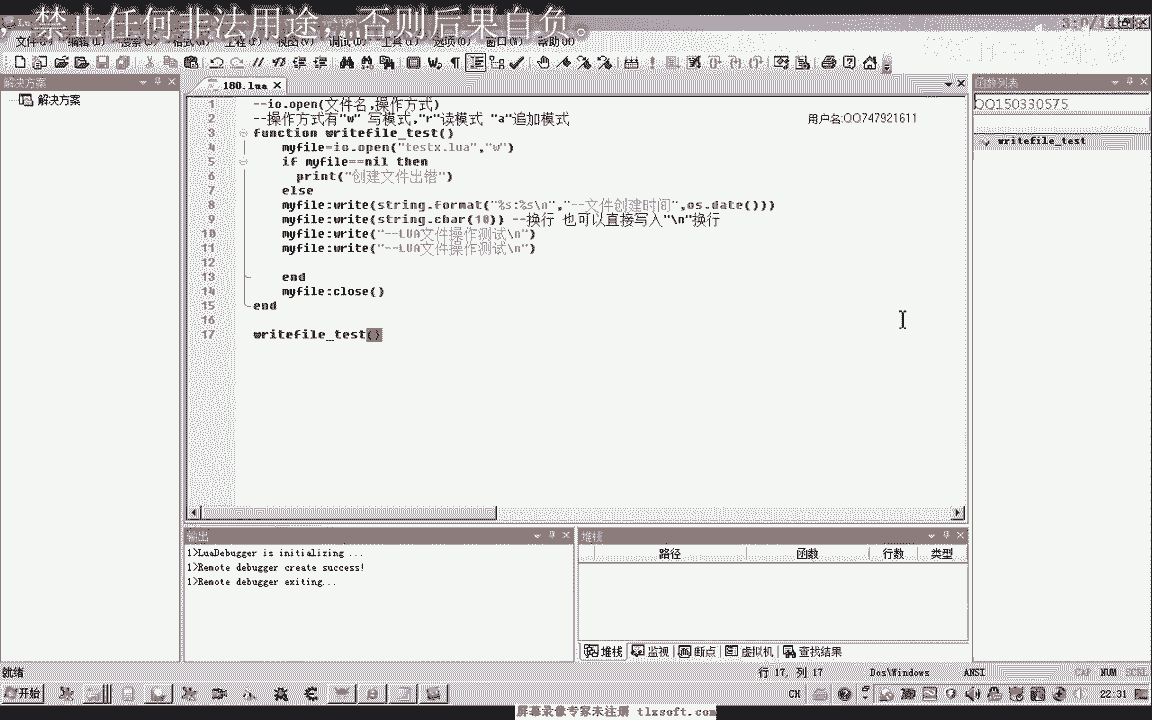 ，禁止任何非法用途，否则后果自负。
文件(F) 编辑(E) 格式(A) 工程(P) 视图(V) 调试(D) 工具(T) 选项(O) 窗口(W) 帮助(H)
解决方案
解决方案
180.lua
函数列表
QQ150330575
writefile_test
用户名:QQ747921611
1 --io.open(文件名,操作方式)
2 --操作方式有"w" 写模式,"r"读模式 "a"追加模式
3 function writefile_test()
4 myfile=io.open("testx.lua","w")
5 if myfile==nil then
6 print("创建文件出错")
7 else
8 myfile:write(string.format("%s:%s\n","--文件创建时间",os.date()))
9 myfile:write(string.char(10)) --换行 也可以直接写入"\n"换行
10 myfile:write("--LUA文件操作测试\n")
11 myfile:write("--LUA文件操作测试\n")
12
13 end
14 myfile:close()
15 end
16
17 writefile_test()
输出
1>LuaDebugger is initializing ...
1>Remote debugger create success!
1>Remote debugger exiting...
堆栈
路径 函数 行数 类型
堆栈 监视 断点 虚拟机 查找结果
就绪
行 17, 列 17 Dos\Windows ANSI CAP NUM SCRL
开始 CH 22:31
屏幕录像专家未注册 tlxsoft.com